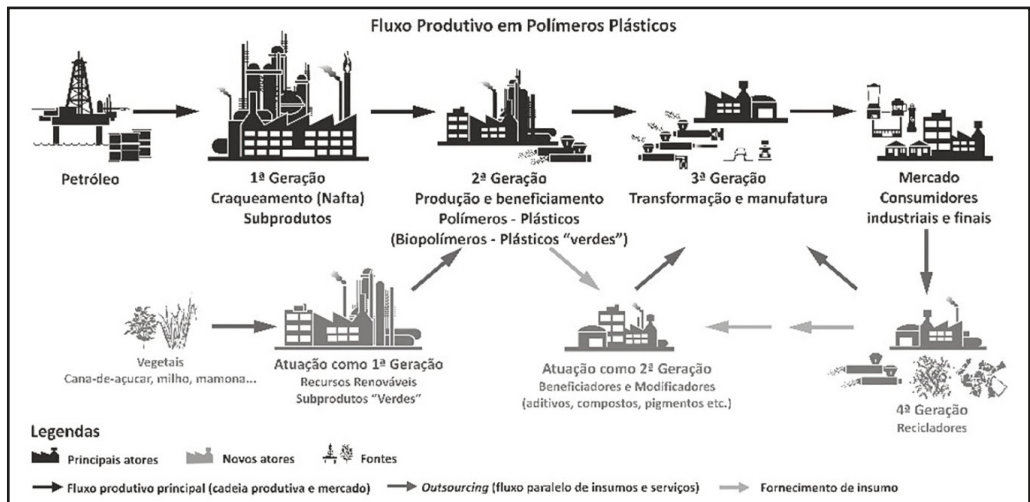 Fluxo Produtivo em Polímeros Plásticos
Petróleo
1ª Geração
Craqueamento (Nafta)
Subprodutos
2ª Geração
Produção e beneficiamento
Polímeros - Plásticos
(Biopolímeros - Plásticos “verdes”)
3ª Geração
Transformação e manufatura
Mercado
Consumidores
industriais e finais
Vegetais
Cana-de-açucar, milho, mamona...
Atuação como 1ª Geração
Recursos Renováveis
Subprodutos “Verdes”
Atuação como 2ª Geração
Beneficiadores e Modificadores
(aditivos, compostos, pigmentos etc.)
4ª Geração
Recicladores
Legendas
Principais atores
Novos atores
Fontes
Fluxo produtivo principal (cadeia produtiva e mercado)
Outsourcing (fluxo paralelo de insumos e serviços)
Fornecimento de insumo